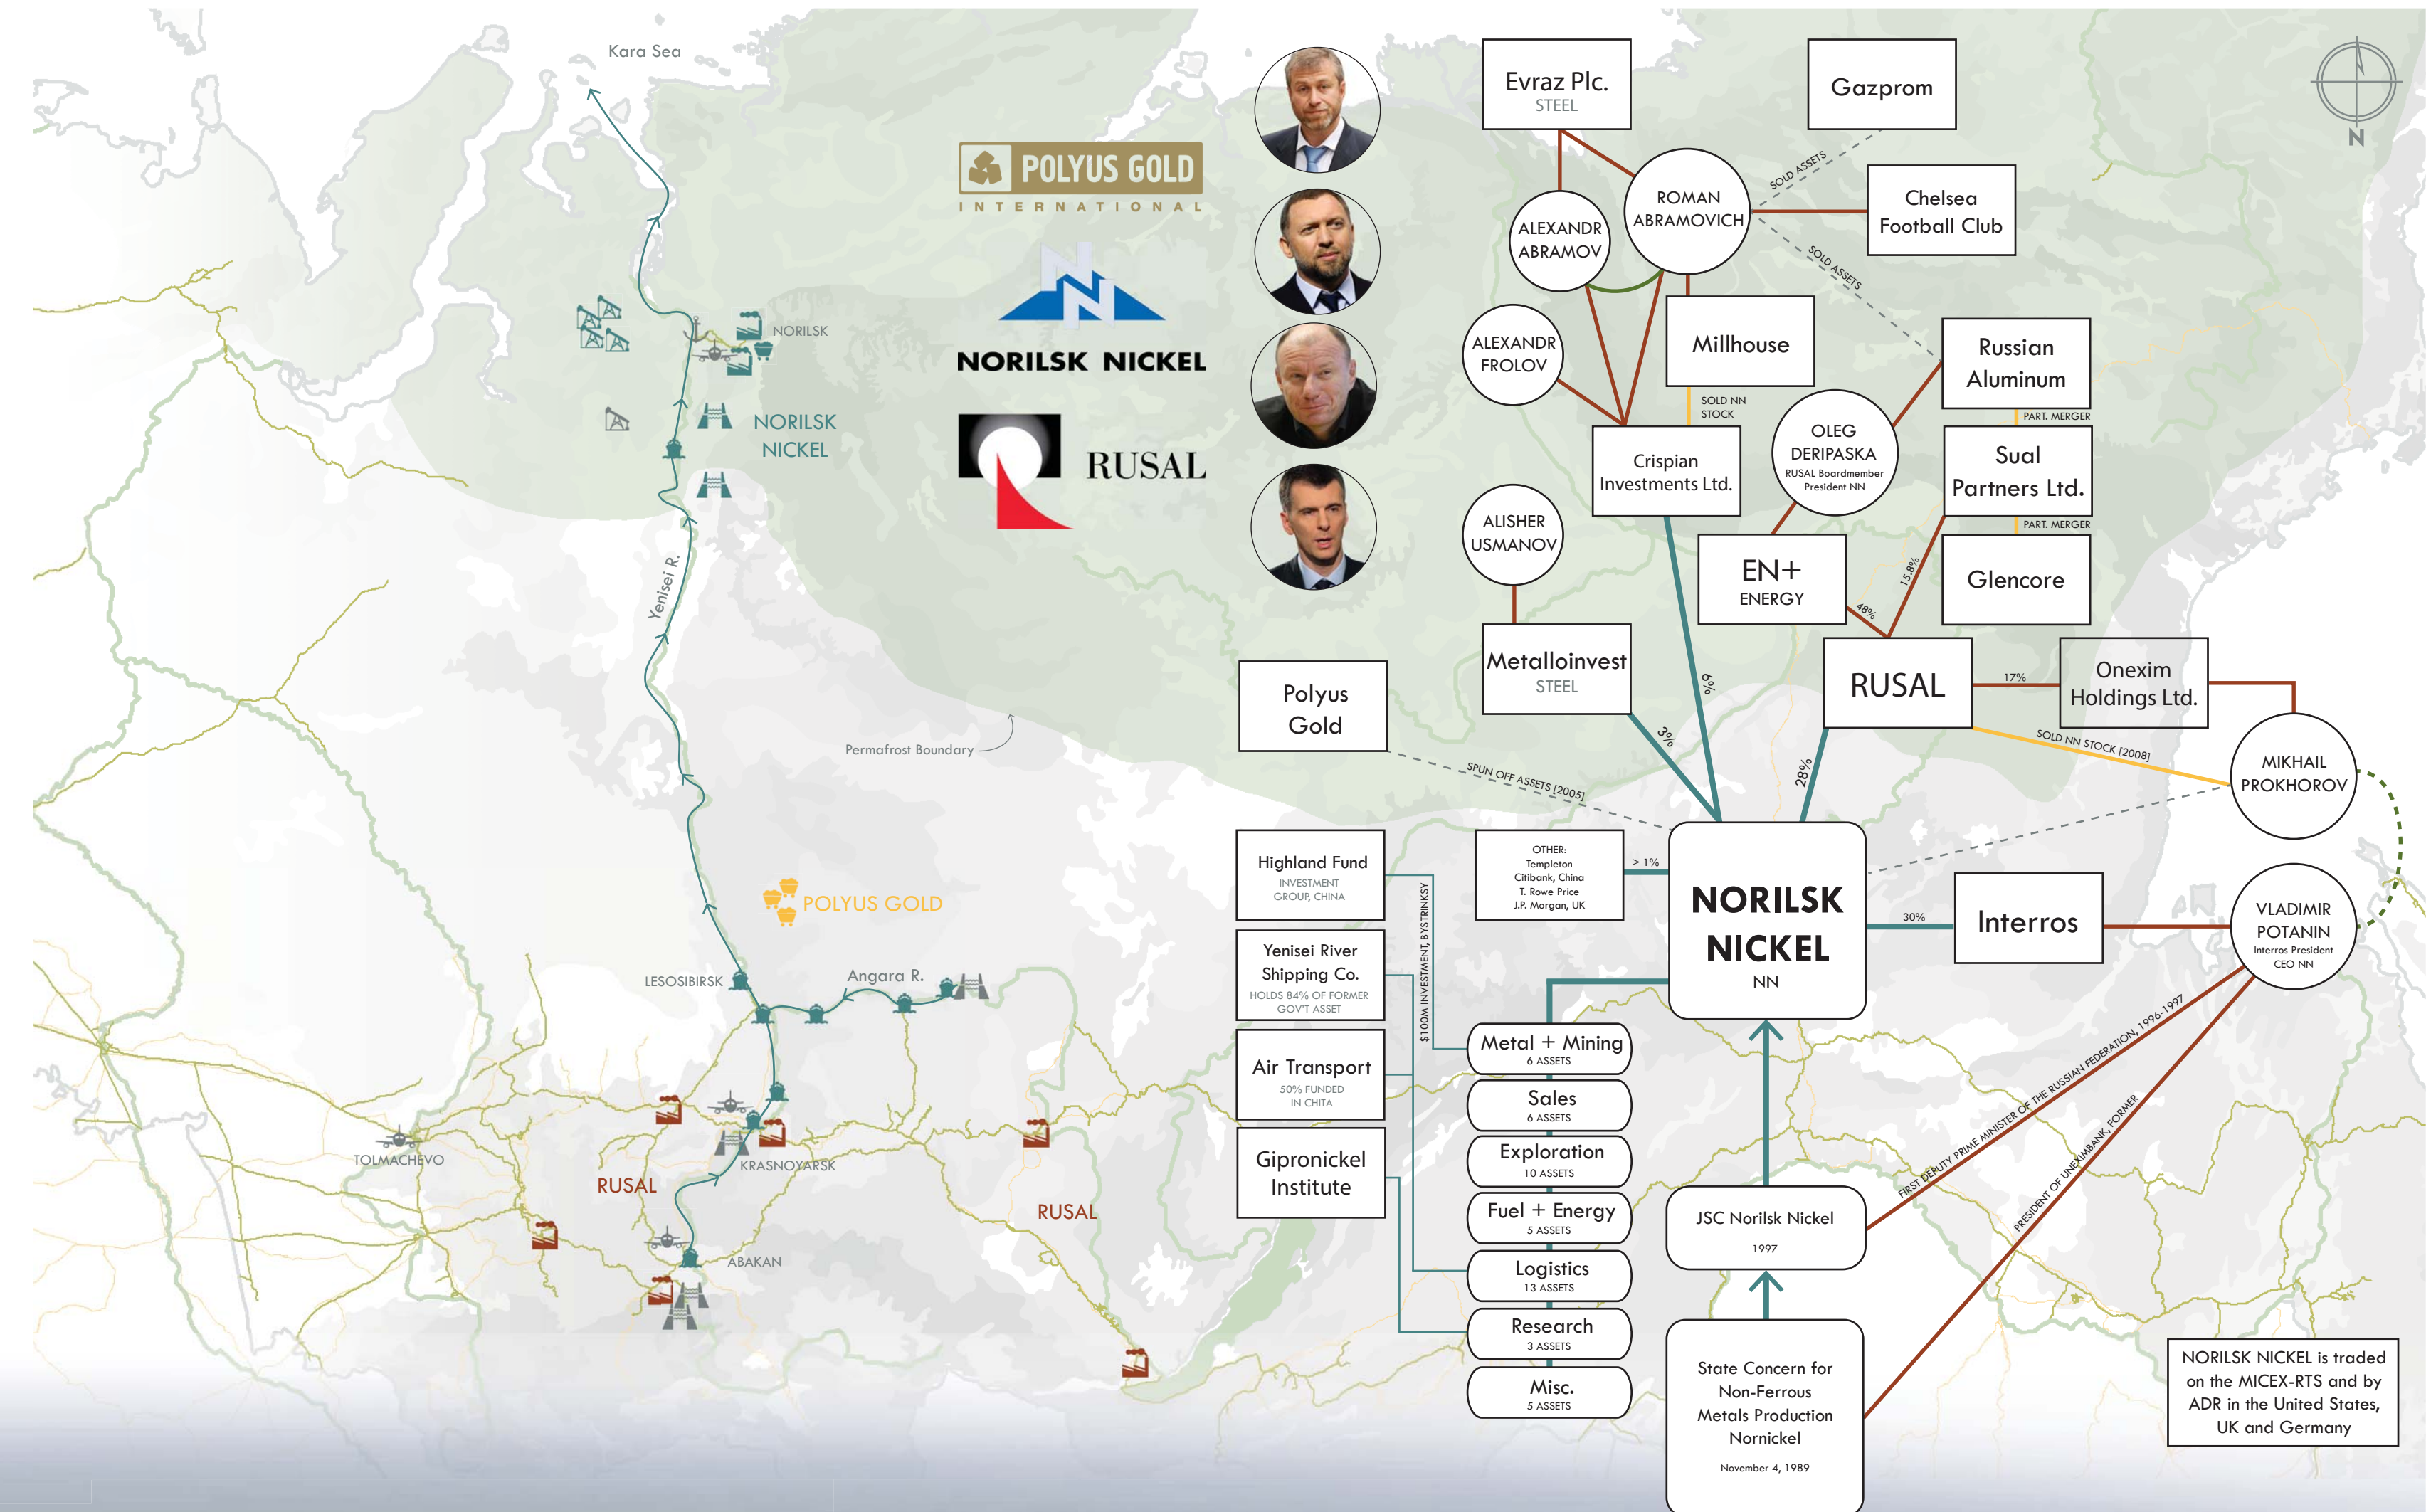 Kara Sea
NORILSK
NORILSK
NICKEL
Yenisei R.
Permafrost Boundary
POLYUS GOLD
LESOSIBIRSK
Angara R.
TOLMACHEVO
RUSAL
KRASNOYARSK
RUSAL
ABAKAN
POLYUS GOLD
INTERNATIONAL
NORILSK NICKEL
RUSAL
Evraz Plc.
STEEL
Gazprom
SOLD ASSETS
ROMAN
ABRAMOVICH
Chelsea
Football Club
ALEXANDR
ABRAMOV
SOLD ASSETS
ALEXANDR
FROLOV
Millhouse
Russian
Aluminum
SOLD NN
STOCK
PART. MERGER
OLEG
DERIPASKA
RUSAL Boardmember
President NN
Crispian
Investments Ltd.
Sual
Partners Ltd.
PART. MERGER
ALISHER
USMANOV
EN+
ENERGY
15.8%
Glencore
48%
Metalloinvest
STEEL
6%
RUSAL
17%
Onexim
Holdings Ltd.
Polyus
Gold
3%
28%
SOLD NN STOCK [2008]
MIKHAIL
PROKHOROV
SPUN OFF ASSETS [2005]
Highland Fund
INVESTMENT
GROUP, CHINA
$100M INVESTMENT, BYSTRINKSY
OTHER:
Templeton
Citibank, China
T. Rowe Price
J.P. Morgan, UK
> 1%
NORILSK
NICKEL
NN
30%
Interros
VLADIMIR
POTANIN
Interros President
CEO NN
Yenisei River
Shipping Co.
HOLDS 84% OF FORMER
GOV'T ASSET
Air Transport
50% FUNDED
IN CHITA
Gipronickel
Institute
Metal + Mining
6 ASSETS
Sales
6 ASSETS
Exploration
10 ASSETS
Fuel + Energy
5 ASSETS
Logistics
13 ASSETS
Research
3 ASSETS
Misc.
5 ASSETS
FIRST DEPUTY PRIME MINISTER OF THE RUSSIAN FEDERATION, 1996-1997
PRESIDENT OF UNEXIMBANK, FORMER
JSC Norilsk Nickel
1997
State Concern for
Non-Ferrous
Metals Production
Nornickel
November 4, 1989
NORILSK NICKEL is traded
on the MICEX-RTS and by
ADR in the United States,
UK and Germany
N